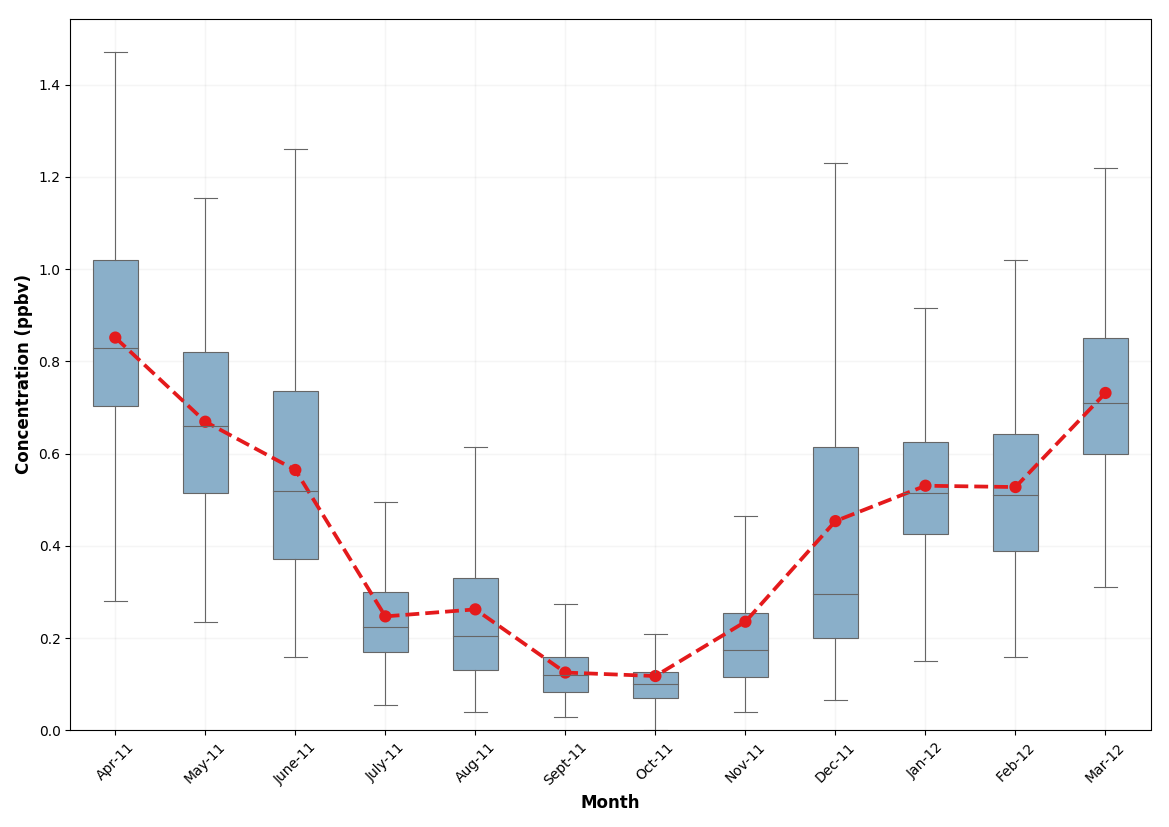 Concentration (ppbv)
1.4
1.2
1.0
0.8
0.6
0.4
0.2
0.0
Apr-11
May-11
June-11
July-11
Aug-11
Sept-11
Oct-11
Nov-11
Dec-11
Jan-12
Feb-12
Mar-12
Month